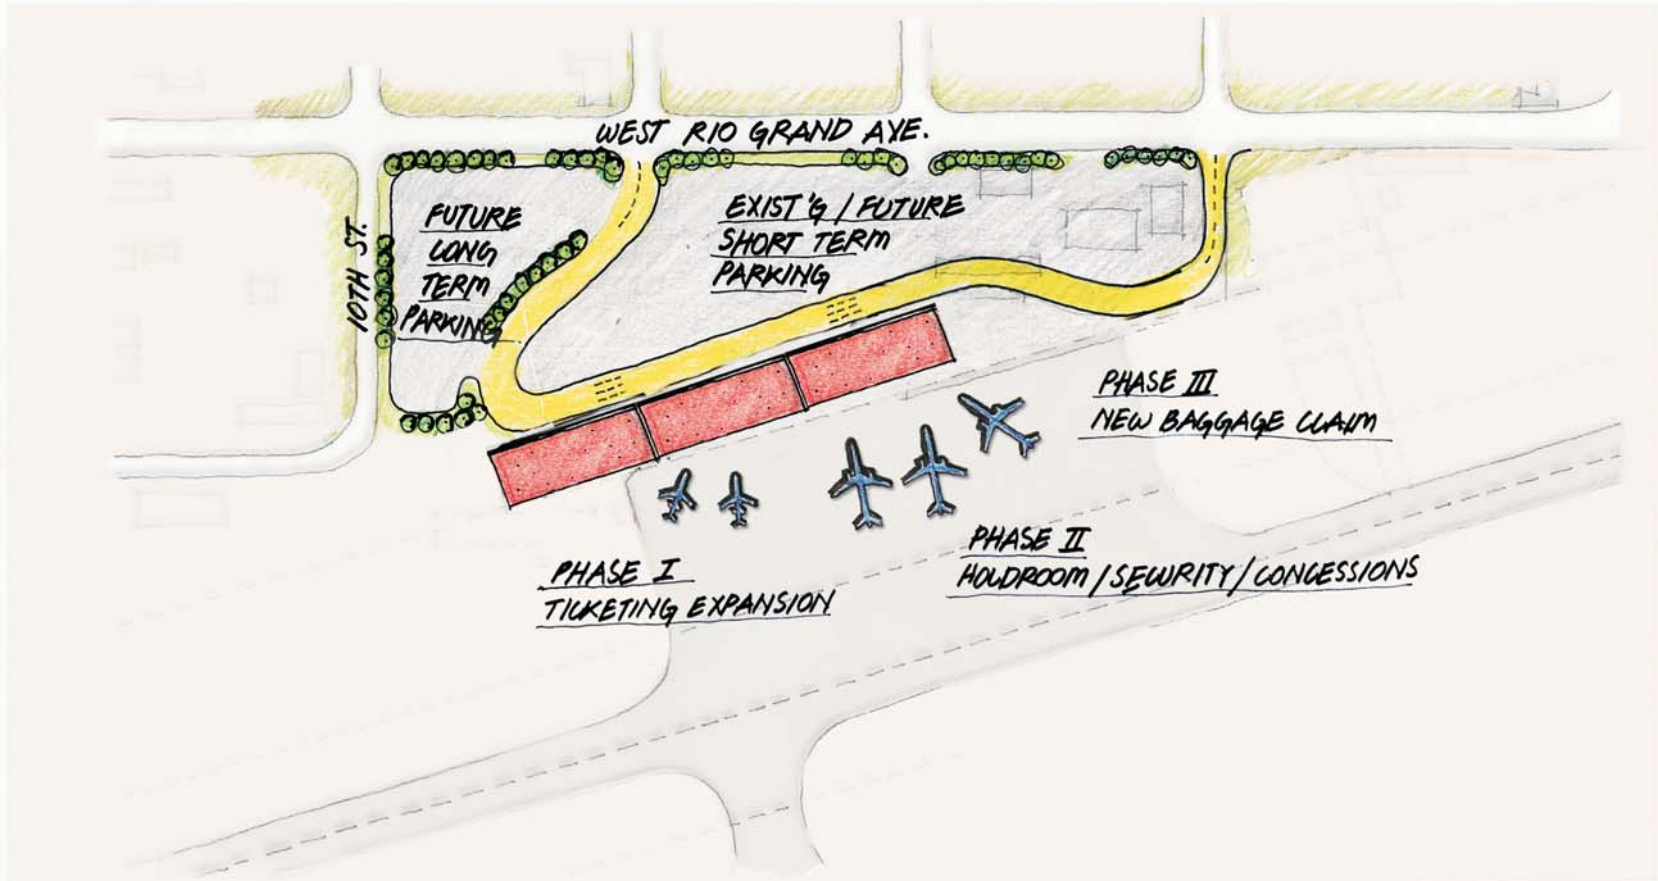 WEST RIO GRAND AVE.
10TH ST.
FUTURE
LONG
TERM
PARKING
EXIST'G / FUTURE
SHORT TERM
PARKING
PHASE III
NEW BAGGAGE CLAIM
PHASE II
HOLDROOM / SECURITY / CONCESSIONS
PHASE I
TICKETING EXPANSION